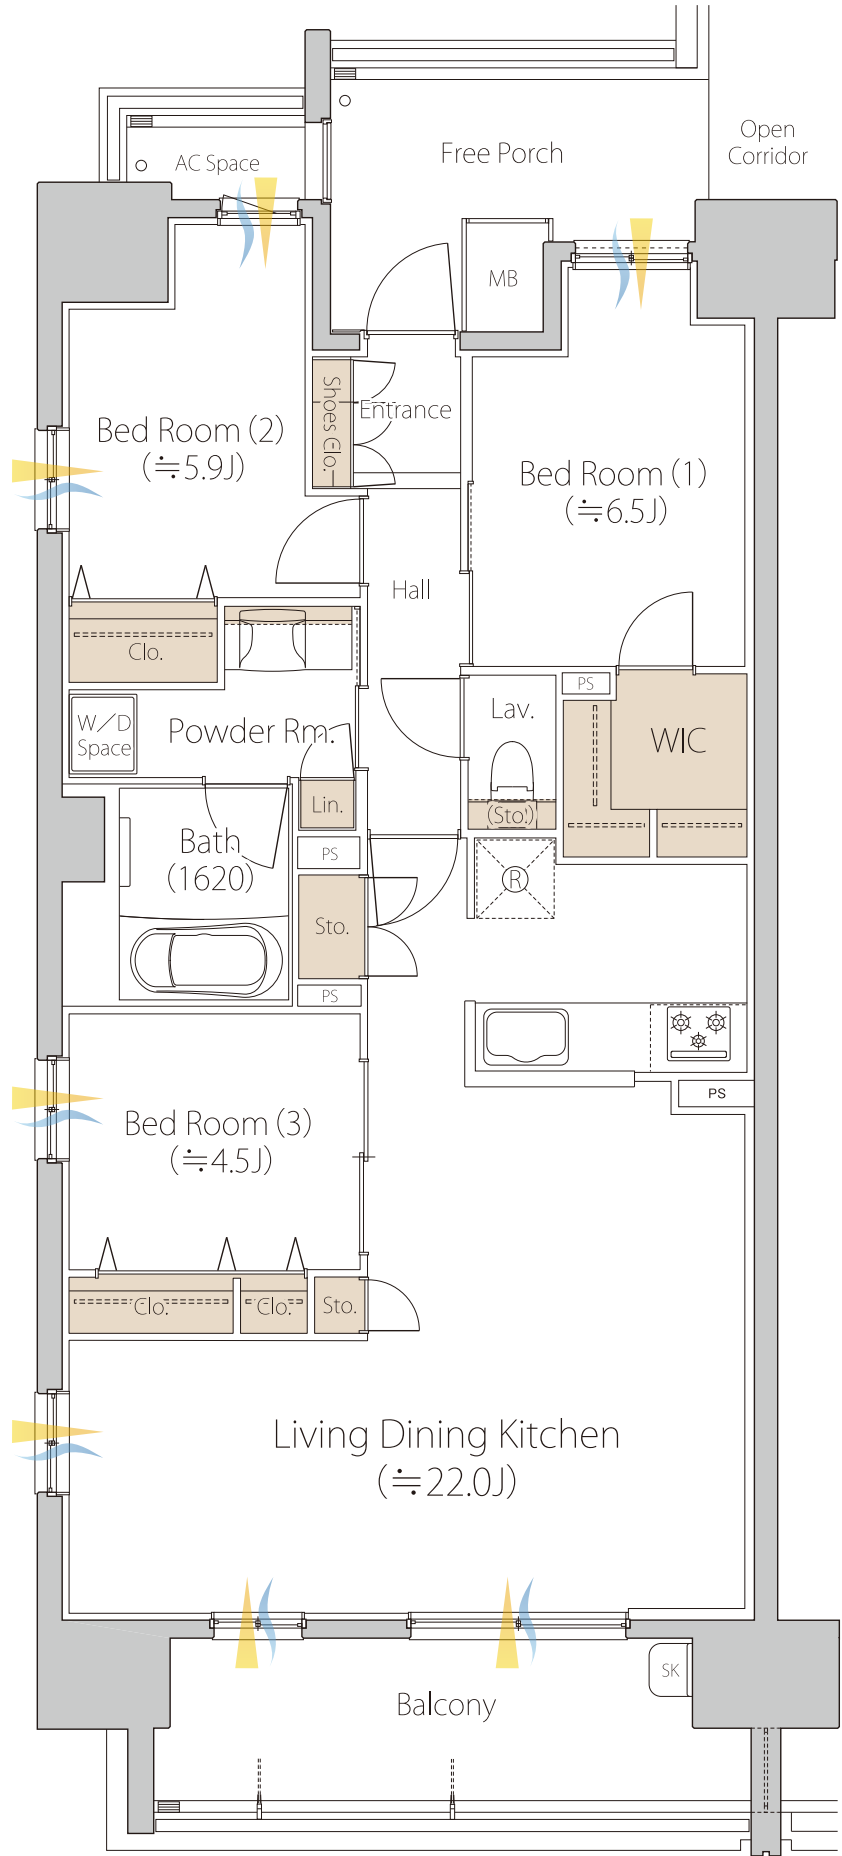 Open
Corridor
Free Porch
AC Space
MB
Shoes Clo.
Entrance
Bed Room (2)
(≒5.9J)
Bed Room (1)
(≒6.5J)
Hall
Clo.
PS
Lav.
W/D
Space
Powder Rm.
WIC
Lin.
(Sto.)
Bath
(1620)
PS
R
Sto.
PS
PS
Bed Room (3)
(≒4.5J)
Clo.
Clo.
Sto.
Living Dining Kitchen
(≒22.0J)
SK
Balcony